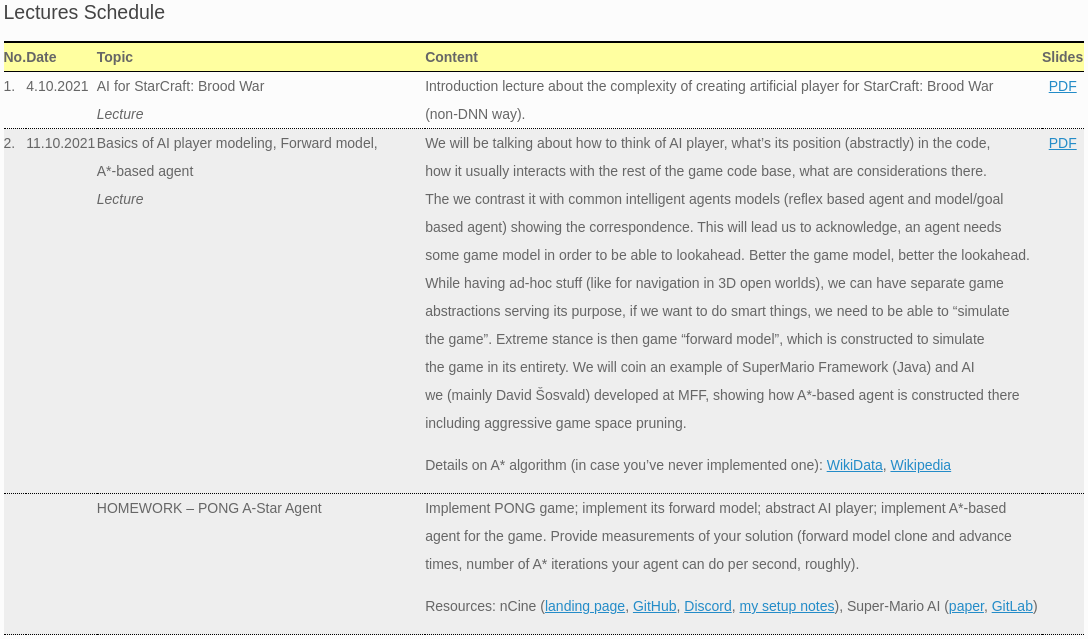 Lectures Schedule
No. Date Topic Content Slides
1. 4.10.2021 AI for StarCraft: Brood War Introduction lecture about the complexity of creating artificial player for StarCraft: Brood War PDF
Lecture (non-DNN way).
2. 11.10.2021 Basics of AI player modeling, Forward model, We will be talking about how to think of AI player, what’s its position (abstractly) in the code, PDF
A*-based agent how it usually interacts with the rest of the game code base, what are considerations there.
Lecture The we contrast it with common intelligent agents models (reflex based agent and model/goal
based agent) showing the correspondence. This will lead us to acknowledge, an agent needs
some game model in order to be able to lookahead. Better the game model, better the lookahead.
While having ad-hoc stuff (like for navigation in 3D open worlds), we can have separate game
abstractions serving its purpose, if we want to do smart things, we need to be able to “simulate
the game”. Extreme stance is then game “forward model”, which is constructed to simulate
the game in its entirety. We will coin an example of SuperMario Framework (Java) and AI
we (mainly David Šosvald) developed at MFF, showing how A*-based agent is constructed there
including aggressive game space pruning.
Details on A* algorithm (in case you’ve never implemented one): WikiData, Wikipedia
HOMEWORK – PONG A-Star Agent Implement PONG game; implement its forward model; abstract AI player; implement A*-based
agent for the game. Provide measurements of your solution (forward model clone and advance
times, number of A* iterations your agent can do per second, roughly).
Resources: nCine (landing page, GitHub, Discord, my setup notes), Super-Mario AI (paper, GitLab)